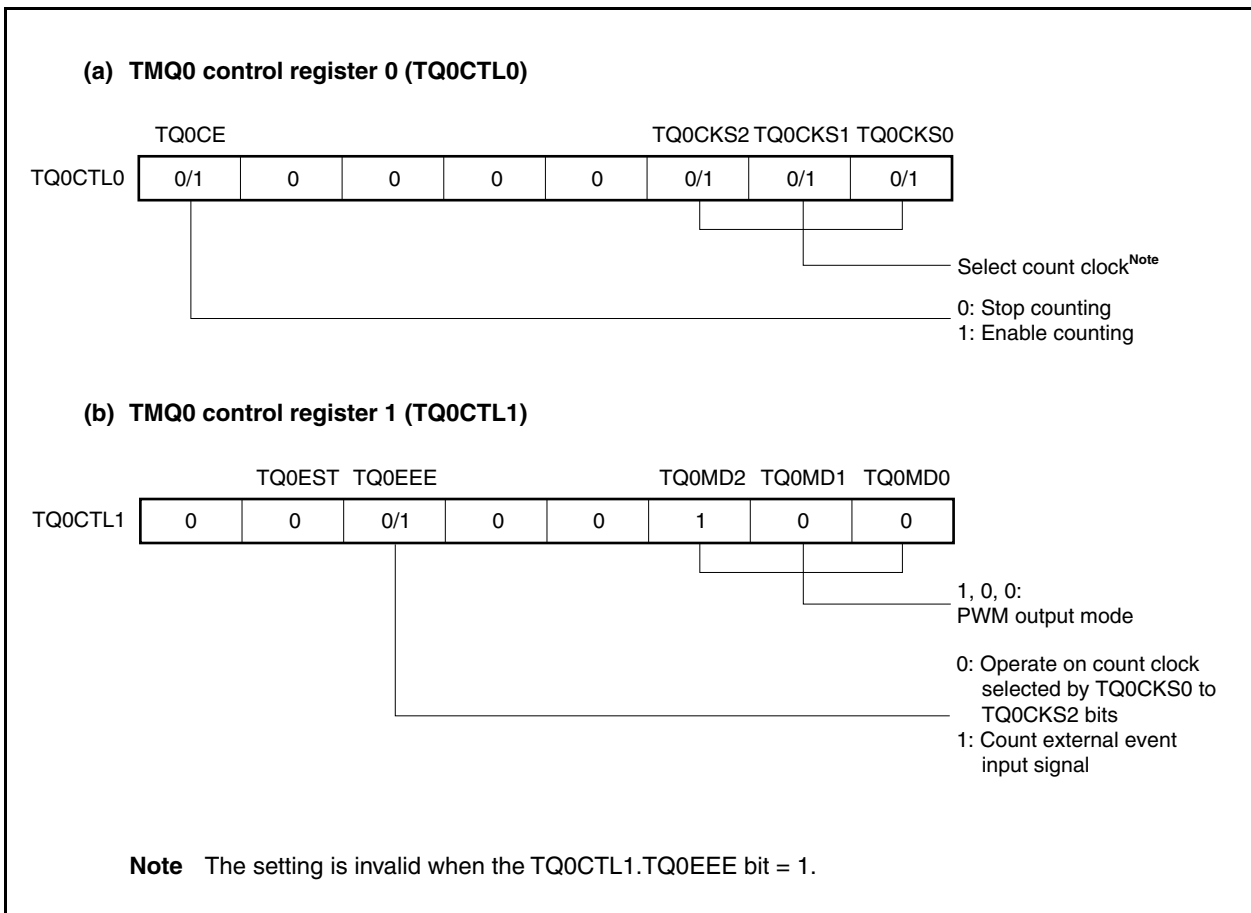 (a) TMQ0 control register 0 (TQ0CTL0)
TQ0CE TQ0CKS2 TQ0CKS1 TQ0CKS0
TQ0CTL0 0/1 0 0 0 0 0/1 0/1 0/1
Select count clockNote
0: Stop counting
1: Enable counting
(b) TMQ0 control register 1 (TQ0CTL1)
TQ0EST TQ0EEE TQ0MD2 TQ0MD1 TQ0MD0
TQ0CTL1 0 0 0/1 0 0 1 0 0
1, 0, 0:
PWM output mode
0: Operate on count clock
selected by TQ0CKS0 to
TQ0CKS2 bits
1: Count external event
input signal
Note The setting is invalid when the TQ0CTL1.TQ0EEE bit = 1.